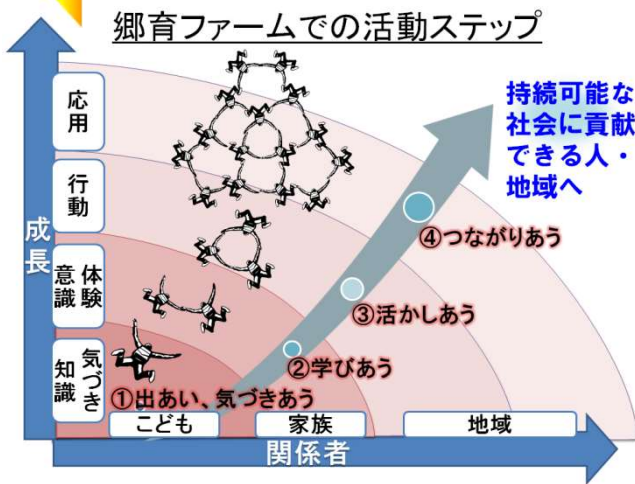 郷育ファームでの活動ステップ
持続可能な
社会に貢献
できる人・
地域へ
成長
応用
行動
体験
意識
気づき
知識
④つながりあう
③活かしあう
②学びあう
①出あい、気づきあう
こども
家族
地域
関係者